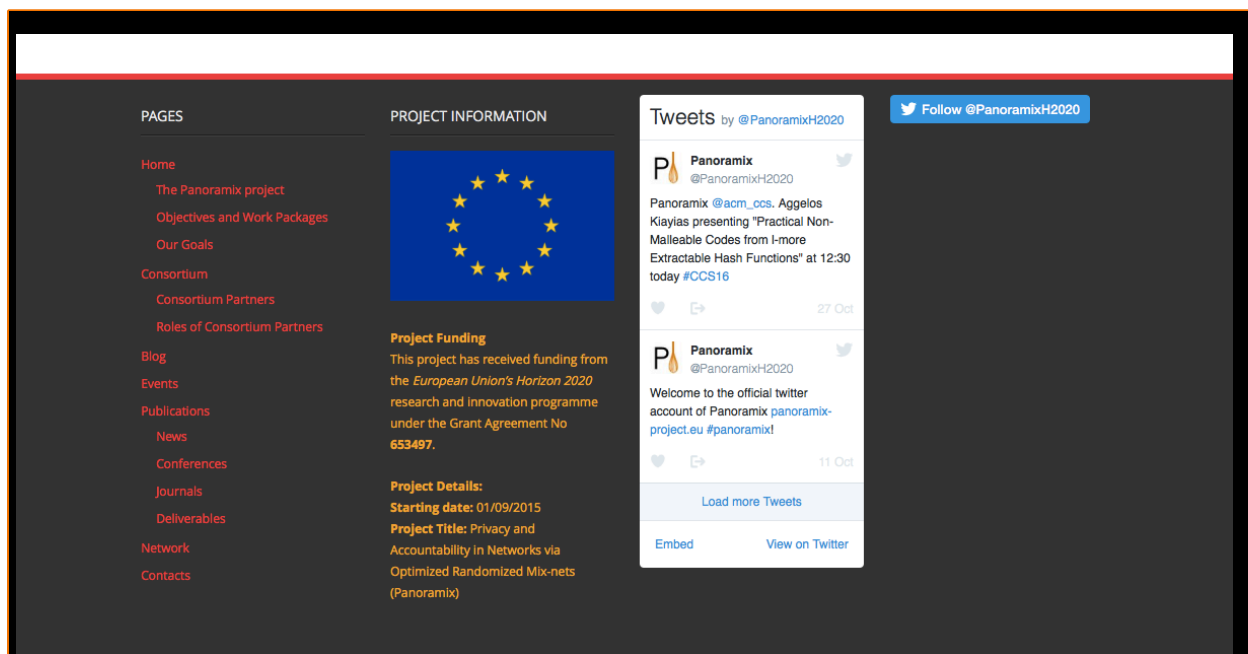 PAGES
Home
The Panoramix project
Objectives and Work Packages
Our Goals
Consortium
Consortium Partners
Roles of Consortium Partners
Blog
Events
Publications
News
Conferences
Journals
Deliverables
Network
Contacts
PROJECT INFORMATION
Project Funding
This project has received funding from
the European Union's Horizon 2020
research and innovation programme
under the Grant Agreement No
653497.
Project Details:
Starting date: 01/09/2015
Project Title: Privacy and
Accountability in Networks via
Optimized Randomized Mix-nets
(Panoramix)
Tweets by @PanoramixH2020
Panoramix
@PanoramixH2020
Panoramix @acm_ccs. Aggelos
Kiayias presenting "Practical Non-
Malleable Codes from l-more
Extractable Hash Functions" at 12:30
today #CCS16
27 Oct
Panoramix
@PanoramixH2020
Welcome to the official twitter
account of Panoramix panoramix-
project.eu #panoramix!
11 Oct
Load more Tweets
Embed View on Twitter
Follow @PanoramixH2020